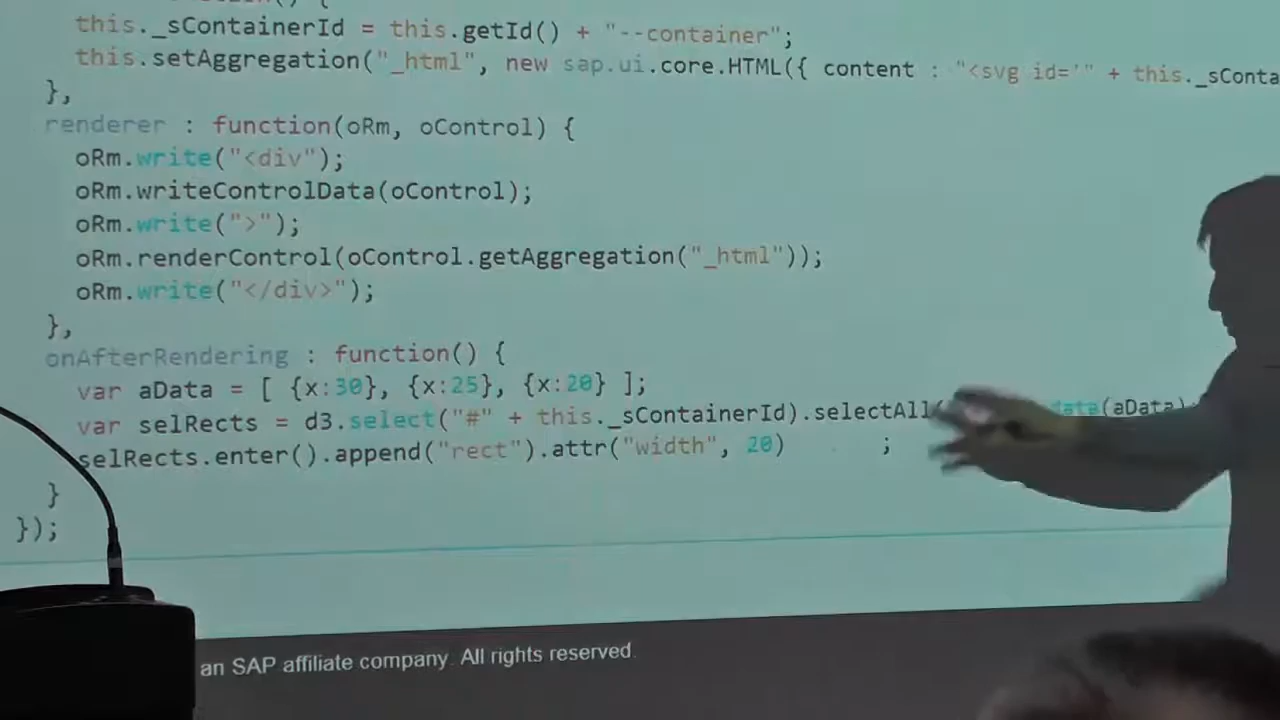 () {
this._sContainerId = this.getId() + "--container";
this.setAggregation("_html", new sap.ui.core.HTML({ content : "<svg id='" + this._sConta
},
renderer : function(oRm, oControl) {
oRm.write("<div");
oRm.writeControlData(oControl);
oRm.write(">");
oRm.renderControl(oControl.getAggregation("_html"));
oRm.write("</div>");
},
onAfterRendering : function() {
var aData = [ {x:30}, {x:25}, {x:20} ];
var selRects = d3.select("#" + this._sContainerId).selectAll( data(aData);
selRects.enter().append("rect").attr("width", 20) ;
}
});
an SAP affiliate company. All rights reserved.